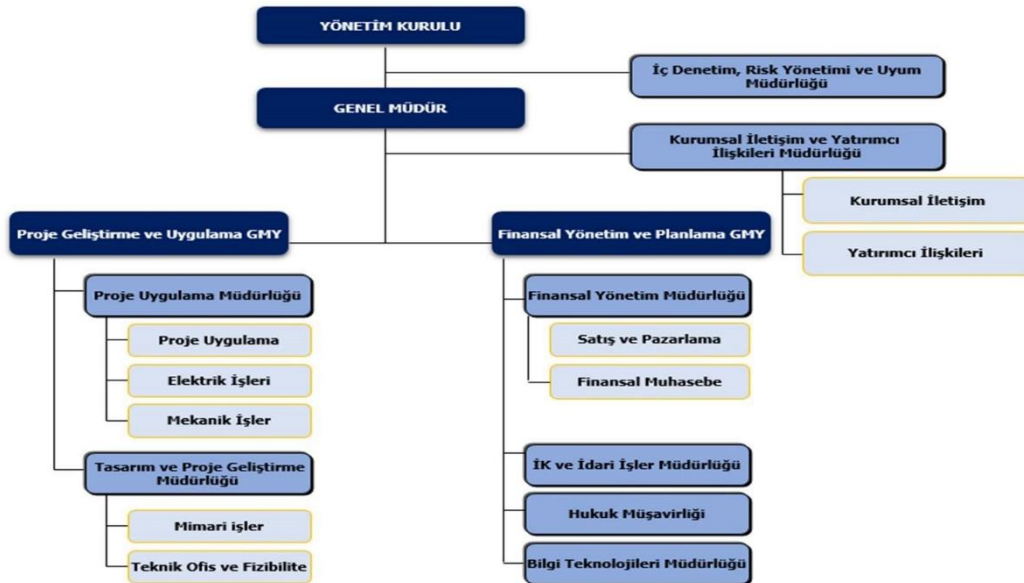 YÖNETİM KURULU
İç Denetim, Risk Yönetimi ve Uyum
Müdürlüğü
GENEL MÜDÜR
Kurumsal İletişim ve Yatırımcı
İlişkileri Müdürlüğü
Kurumsal İletişim
Yatırımcı İlişkileri
Proje Geliştirme ve Uygulama GMY
Proje Uygulama Müdürlüğü
Proje Uygulama
Elektrik İşleri
Mekanik İşler
Tasarım ve Proje Geliştirme
Müdürlüğü
Mimari işler
Teknik Ofis ve Fizibilite
Finansal Yönetim ve Planlama GMY
Finansal Yönetim Müdürlüğü
Satış ve Pazarlama
Finansal Muhasebe
İK ve İdari İşler Müdürlüğü
Hukuk Müşavirliği
Bilgi Teknolojileri Müdürlüğü